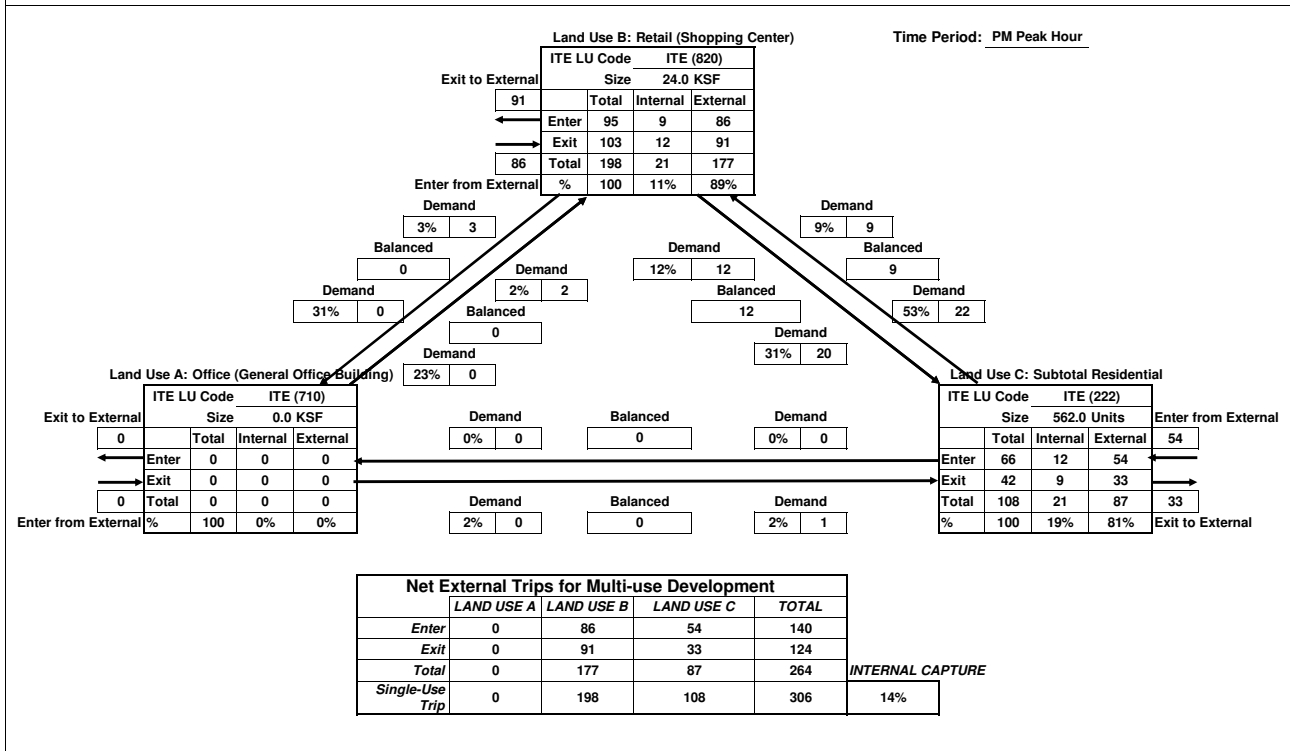 Land Use B: Retail (Shopping Center)
Time Period: PM Peak Hour
ITE LU Code ITE (820)
Exit to External Size 24.0 KSF
91 Total Internal External
Enter 95 9 86
Exit 103 12 91
86 Total 198 21 177
Enter from External % 100 11% 89%
Demand
3% 3
Balanced
0
Demand
31% 0
Demand
2% 2
Balanced
0
Demand
23% 0
Demand
12% 12
Balanced
12
Demand
31% 20
Demand
9% 9
Balanced
9
Demand
53% 22
Land Use A: Office (General Office Building)
ITE LU Code ITE (710)
Exit to External Size 0.0 KSF
0 Total Internal External
Enter 0 0 0
Exit 0 0 0
0 Total 0 0 0
Enter from External % 100 0% 0%
Demand Balanced Demand
0% 0 0 0% 0
Demand Balanced Demand
2% 0 0 2% 1
Land Use C: Subtotal Residential
ITE LU Code ITE (222)
Size 562.0 Units Enter from External
Total Internal External 54
Enter 66 12 54
Exit 42 9 33
Total 108 21 87 33
% 100 19% 81% Exit to External
Net External Trips for Multi-use Development
LAND USE A LAND USE B LAND USE C TOTAL
Enter 0 86 54 140
Exit 0 91 33 124
Total 0 177 87 264 INTERNAL CAPTURE
Single-Use
Trip 0 198 108 306 14%